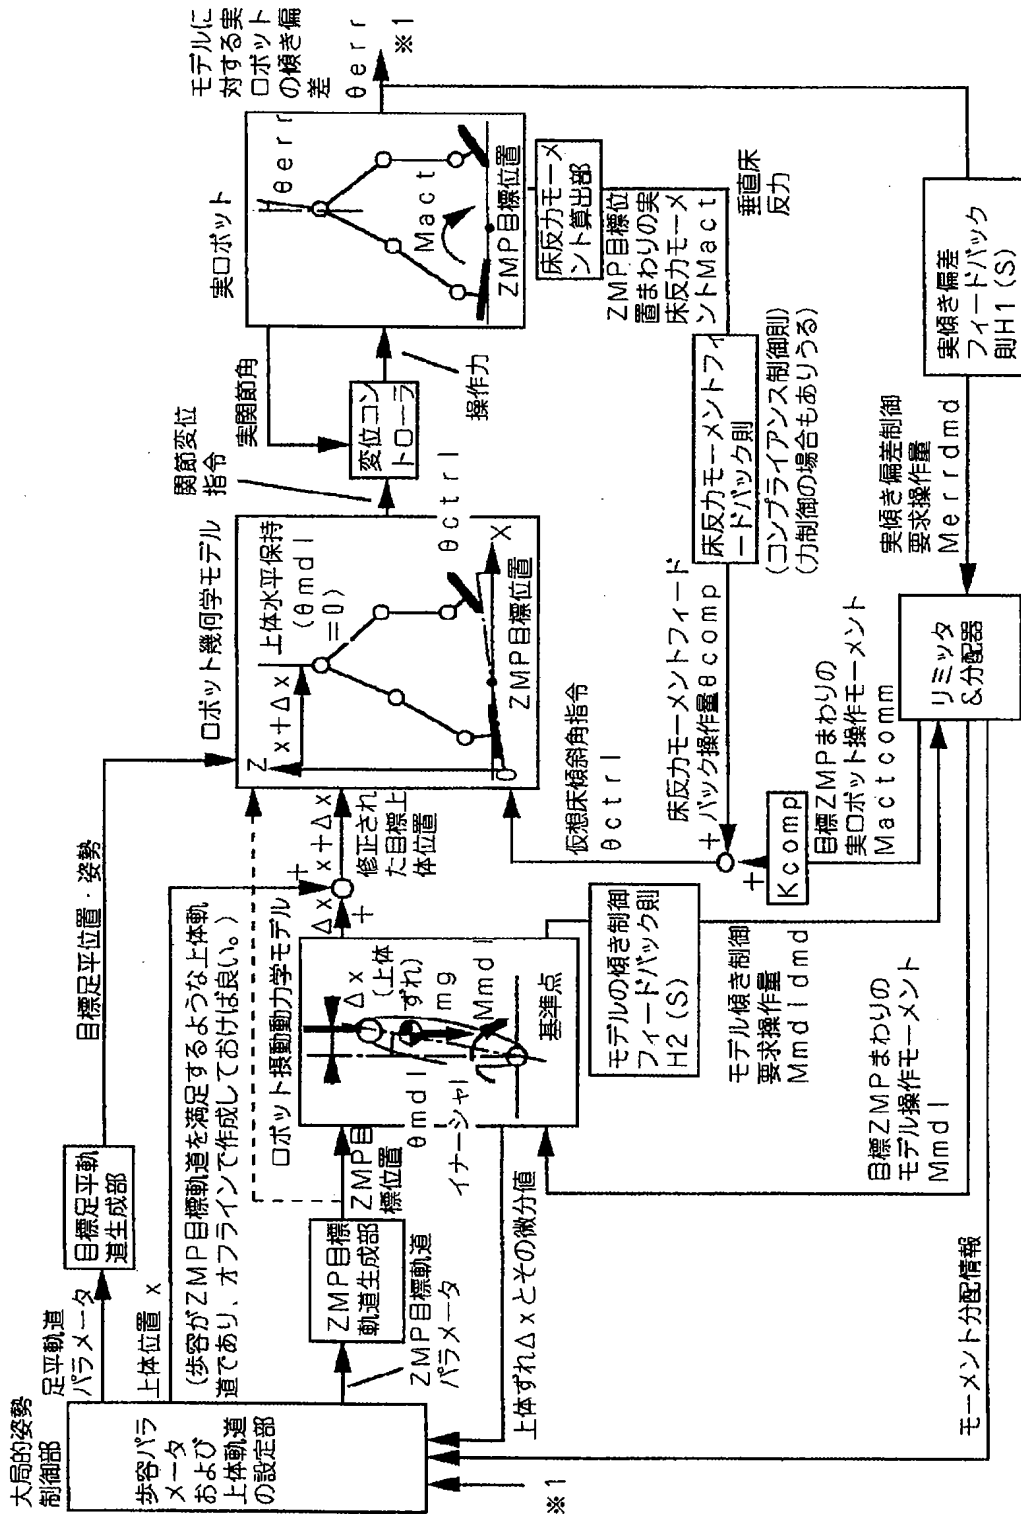 大局的姿勢
制御部
歩容パラ
メータ
および
上体軌道
の設定部
※1
足平軌道
パラメータ
目標足平軌
道生成部
目標足平位置・姿勢
上体位置 x
(歩容がZMP目標軌道を満足するような上体軌
道であり、オフラインで作成しておけば良い。)
ZMP目標
軌道生成部
ZMP目標軌道
パラメータ
ZMP目
標位置
ロボット摂動動力学モデル
Δx
(上体
ずれ)
mg
θmdl
Mmdl
イナーシャI
基準点
上体ずれΔxとその微分値
Δx
+
+
x+Δx
修正され
た目標上
体位置
ロボット幾何学モデル
Z
x+Δx
上体水平保持
(θmdl
=0)
X
0
ZMP目標位置
θctrl
関節変位
指令
変位コン
トローラ
実関節角
操作力
実ロボット
θerr
Mact
ZMP目標位置
モデルに
対する実
ロボット
の傾き偏
差
θerr
※1
床反力モーメ
ント算出部
ZMP目標位
置まわりの実
床反力モーメ
ントMact
垂直床
反力
床反力モーメントフィ
ードバック則
(コンプライアンス制御則)
(力制御の場合もありうる)
床反力モーメントフィード
バック操作量θcomp
+
+
仮想床傾斜角指令
θctrl
Kcomp
目標ZMPまわりの
実ロボット操作モーメント
Mactcomm
モデルの傾き制御
フィードバック則
H2(S)
モデル傾き制御
要求操作量
Mmdldmd
実傾き偏差
フィードバック
則H1(S)
実傾き偏差制御
要求操作量
Merrdmd
リミッタ
&分配器
目標ZMPまわりの
モデル操作モーメント
Mmdl
モーメント分配情報